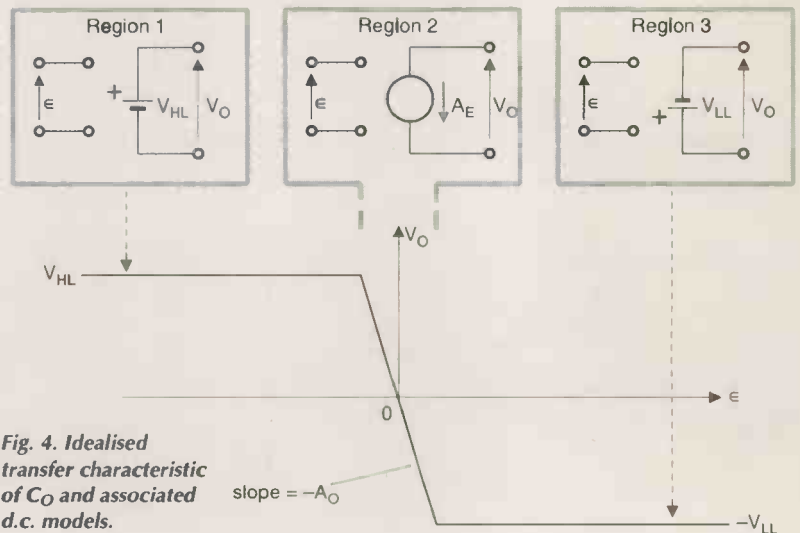 Region 1
Region 2
Region 3
+
ϵ
V_HL
V_O
ϵ
A_E
V_O
ϵ
+
V_LL
V_O
V_O
V_HL
0
ϵ
slope = –A_O
–V_LL
Fig. 4. Idealised
transfer characteristic
of C_O and associated
d.c. models.